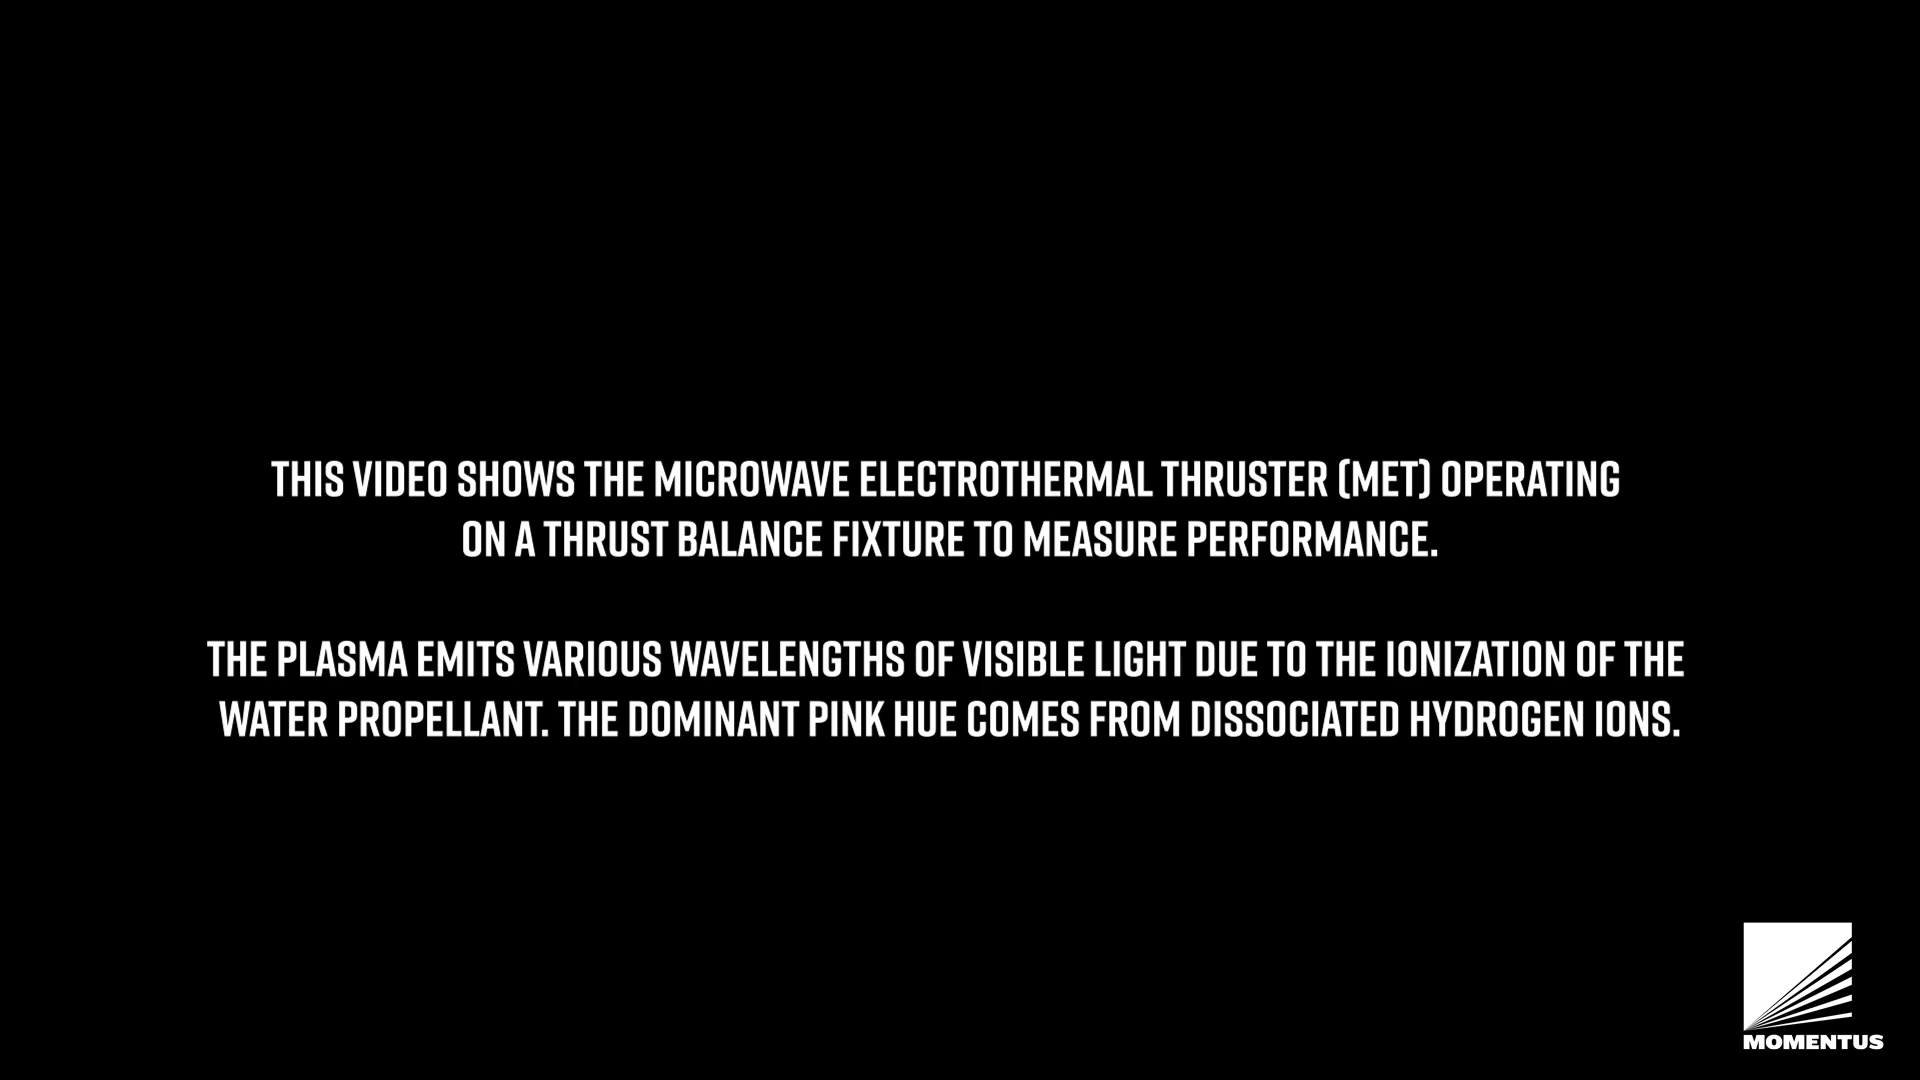 THIS VIDEO SHOWS THE MICROWAVE ELECTROTHERMAL THRUSTER (MET) OPERATING
ON A THRUST BALANCE FIXTURE TO MEASURE PERFORMANCE.
THE PLASMA EMITS VARIOUS WAVELENGTHS OF VISIBLE LIGHT DUE TO THE IONIZATION OF THE
WATER PROPELLANT. THE DOMINANT PINK HUE COMES FROM DISSOCIATED HYDROGEN IONS.
MOMENTUS